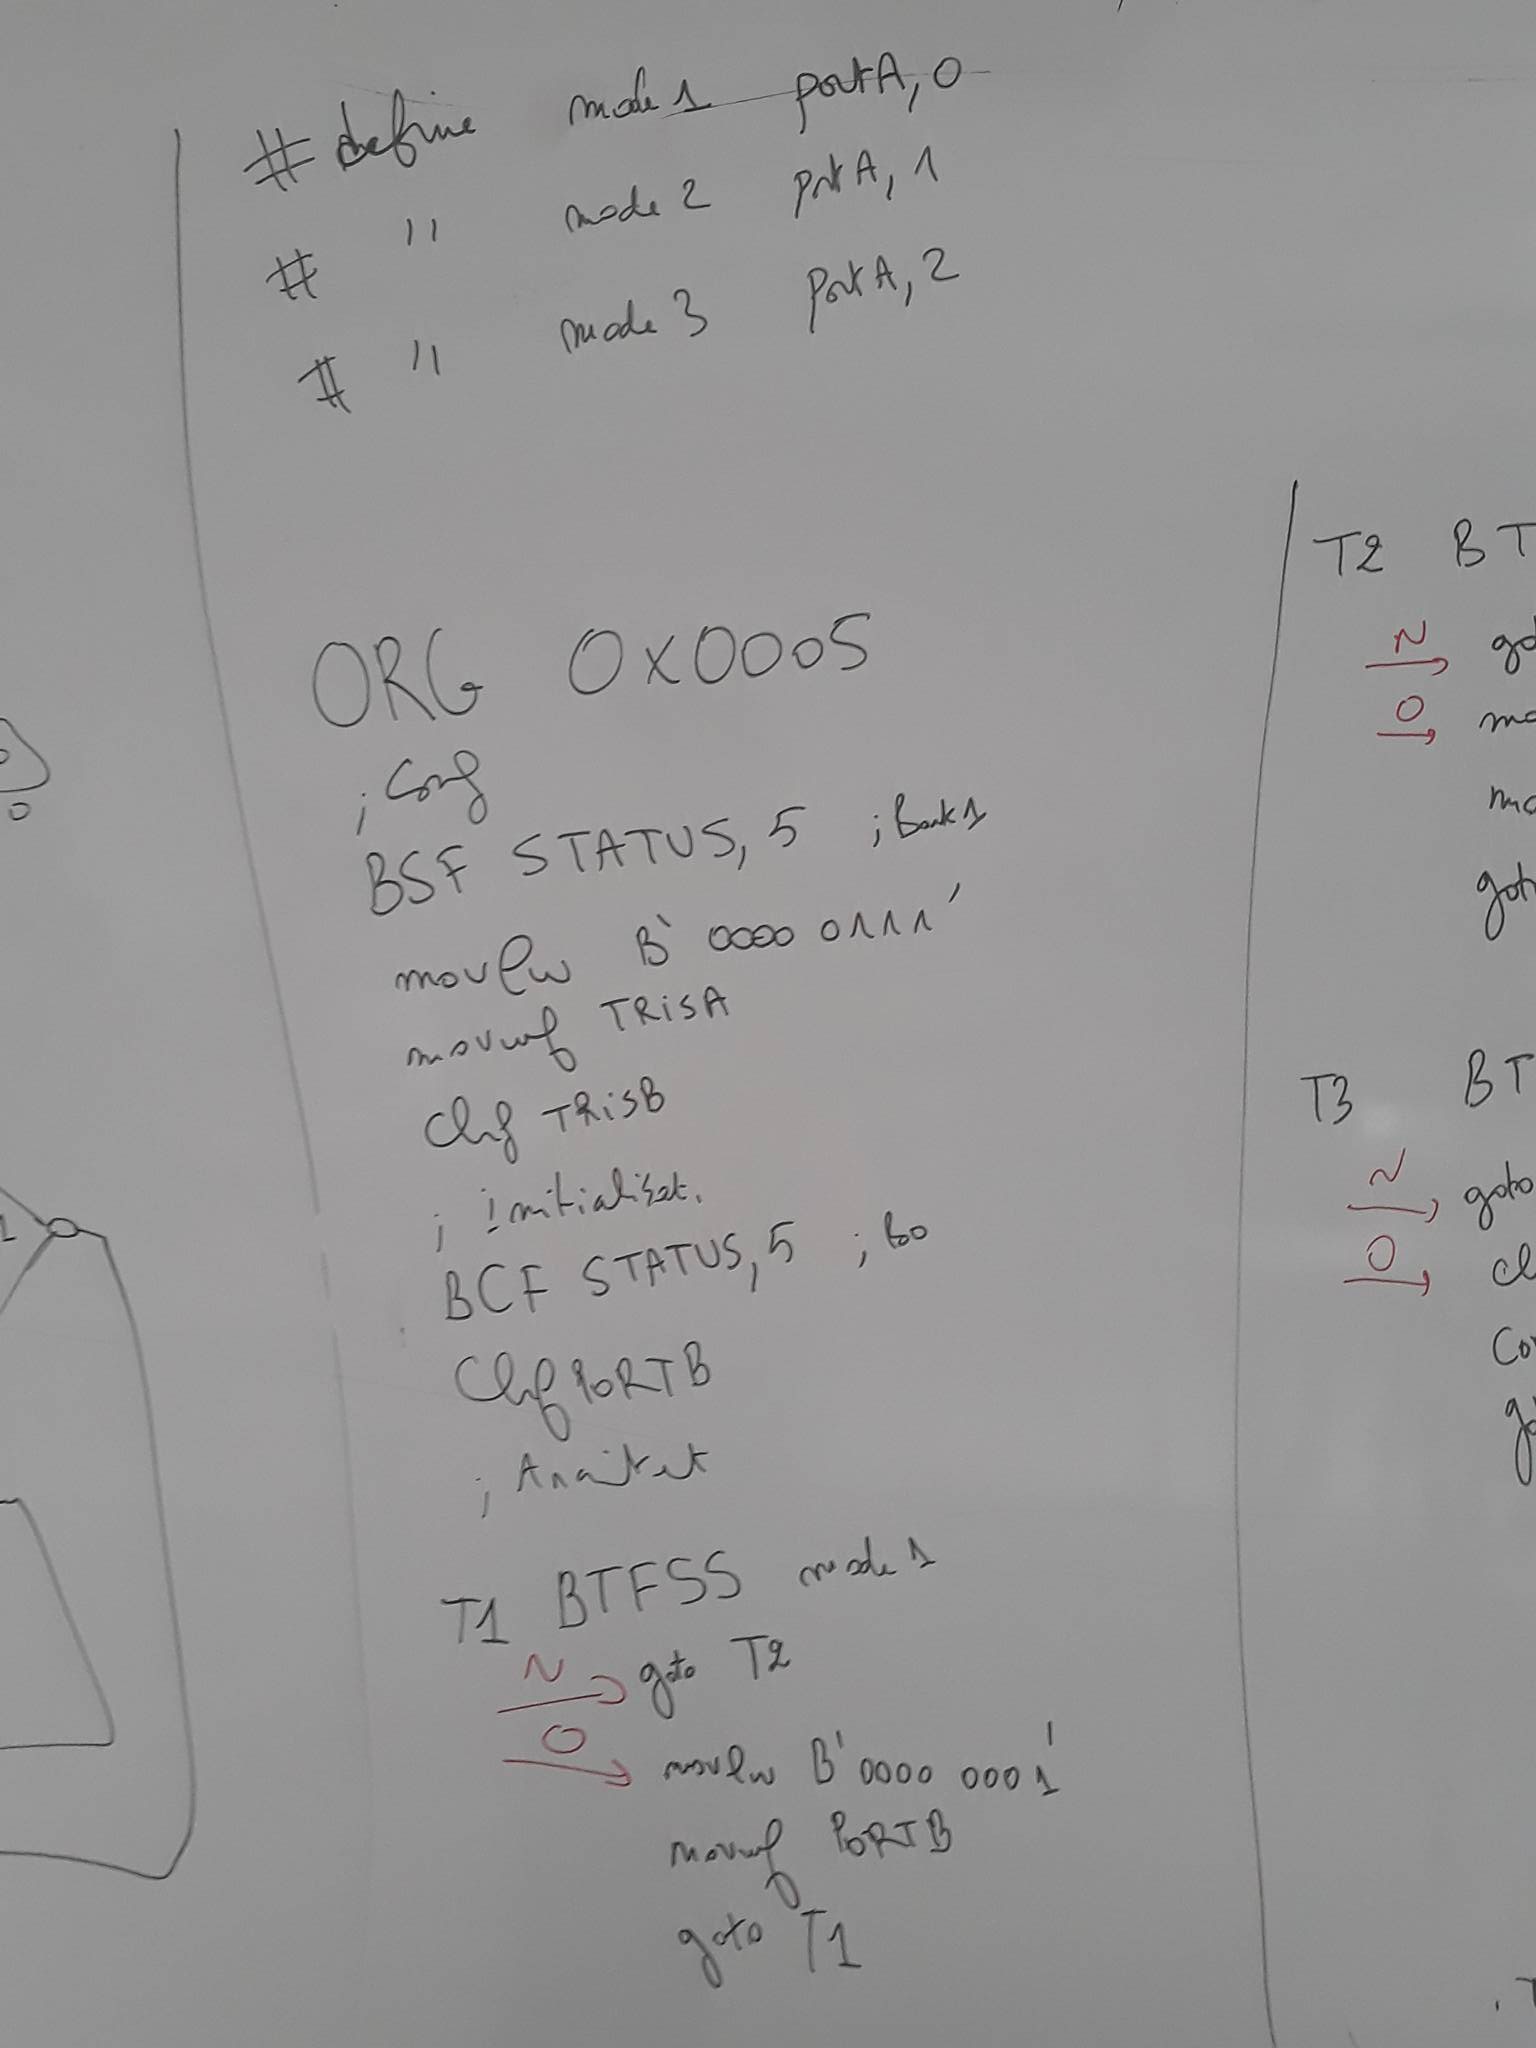 #define mode 1 portA, 0
# " mode 2 portA, 1
# " mode 3 PortA, 2
ORG 0x0005
; Conf
BSF STATUS, 5 ; Bank 1
movlw B' 0000 0111'
movwf TRISA
Clrf TRISB
; initialisat.
BCF STATUS, 5 ; B0
Clrf PORTB
;
T1 BTFSS mode 1
N goto T2
O movlw B'0000 0001'
movwf PORTB
goto T1
T2 BT
N go
O mo
mo
goto
T3 BT
N goto
O cl
Co
go